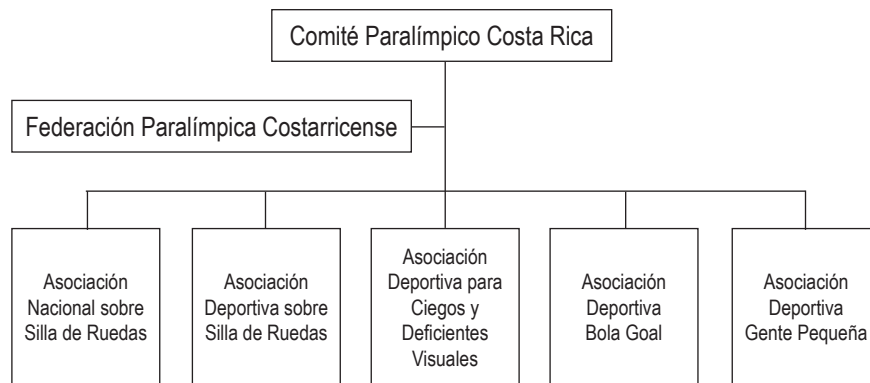 Comité Paralímpico Costa Rica
Federación Paralímpica Costarricense
Asociación
Nacional sobre
Silla de Ruedas
Asociación
Deportiva sobre
Silla de Ruedas
Asociación
Deportiva para
Ciegos y
Deficientes
Visuales
Asociación
Deportiva
Bola Goal
Asociación
Deportiva
Gente Pequeña